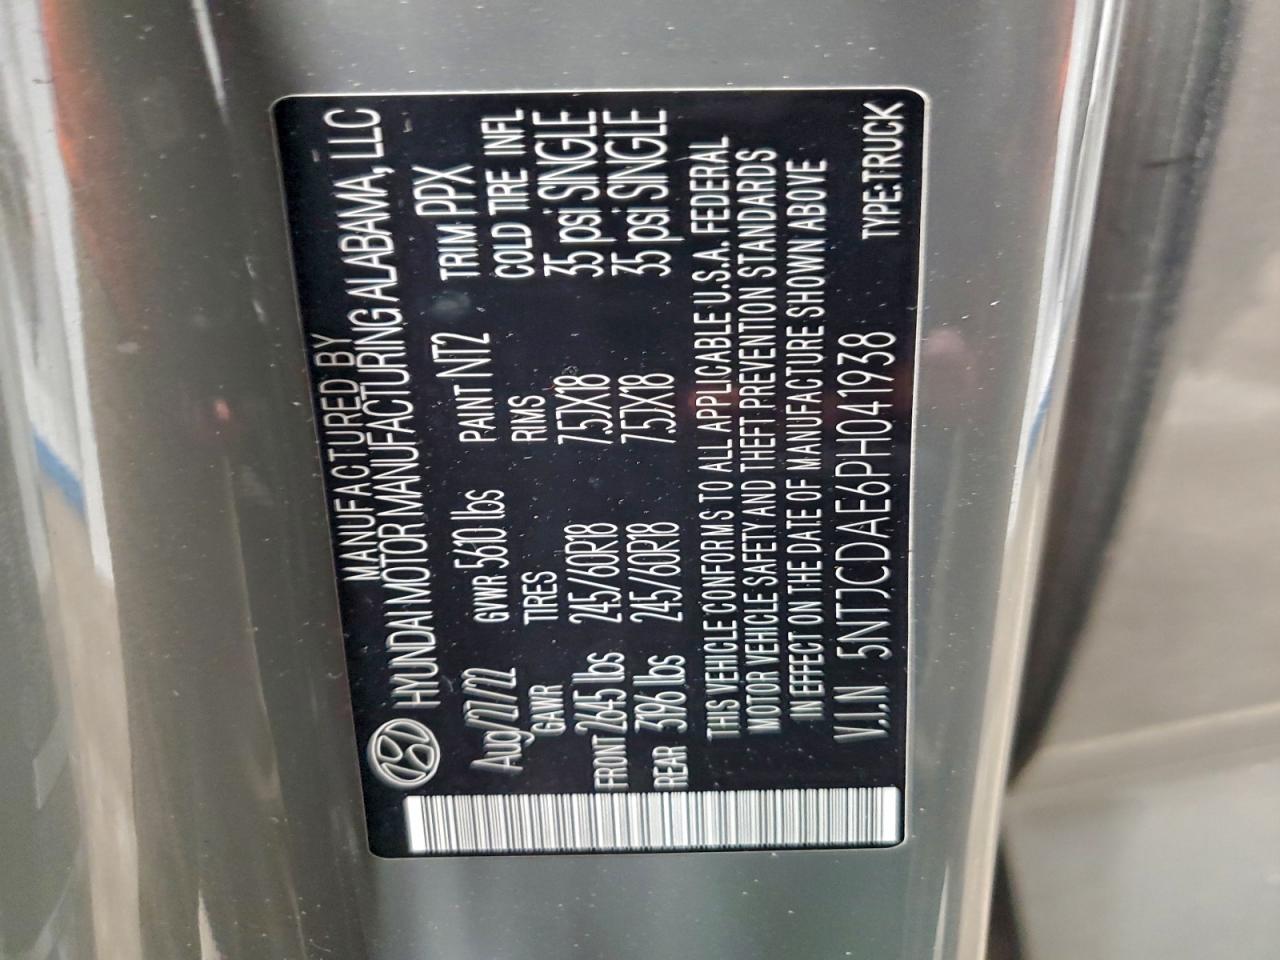 MANUFACTURED BY
HYUNDAI MOTOR MANUFACTURING ALABAMA, LLC
Aug/27/22 GVWR 5610 lbs PAINT NT2 TRIM PPX
GAWR TIRES RIMS COLD TIRE INFL
FRONT 2645 lbs 245/60R18 7.5JX18 35 psi SINGLE
REAR 3196 lbs 245/60R18 7.5JX18 35 psi SINGLE
THIS VEHICLE CONFORMS TO ALL APPLICABLE U.S.A. FEDERAL
MOTOR VEHICLE SAFETY AND THEFT PREVENTION STANDARDS
IN EFFECT ON THE DATE OF MANUFACTURE SHOWN ABOVE
V.I.N 5NTJCDAE6PH041938 TYPE:TRUCK